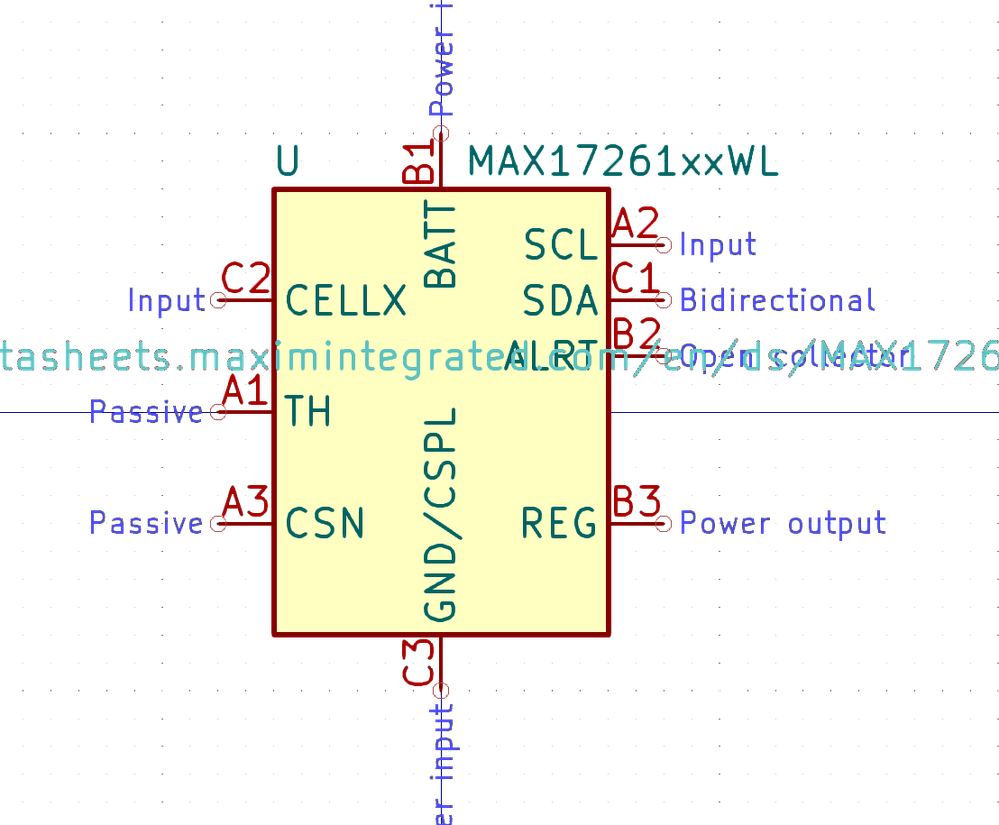 Power i
B1
U
MAX17261xxWL
BATT
SCL
A2
Input
Input
C2
CELLX
SDA
C1
Bidirectional
ALRT
B2
Open collector
tasheets.maximintegrated.com/en/ds/MAX1726
Passive
A1
TH
GND/CSPL
Passive
A3
CSN
REG
B3
Power output
C3
er input